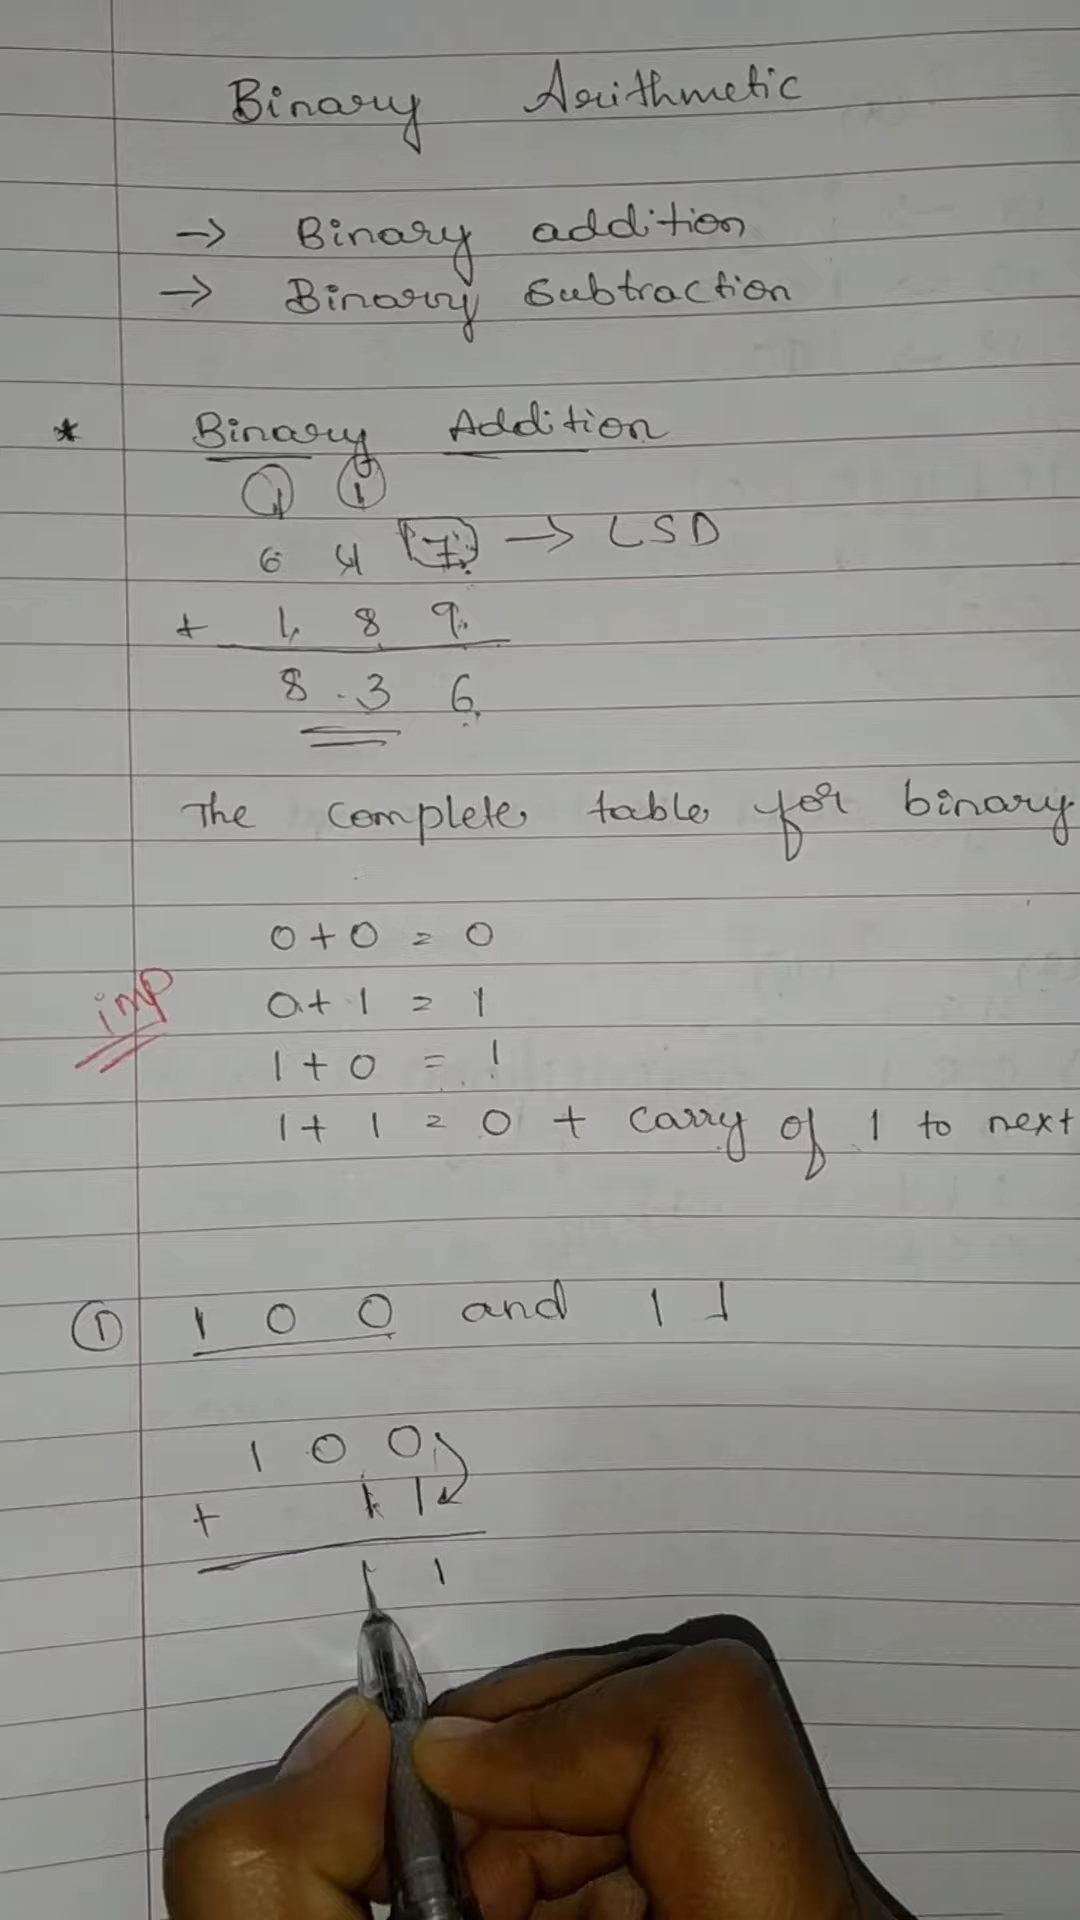 Binary Arithmetic
→ Binary addition
→ Binary subtraction
* Binary Addition
1 1
6 4 7 → LSD
+ 1 8 9
8 3 6
The complete table for binary
0 + 0 = 0
imp
0 + 1 = 1
1 + 0 = 1
1 + 1 = 0 + carry of 1 to next
① 1 0 0 and 1 1
1 0 0
+ 1 1
1 1